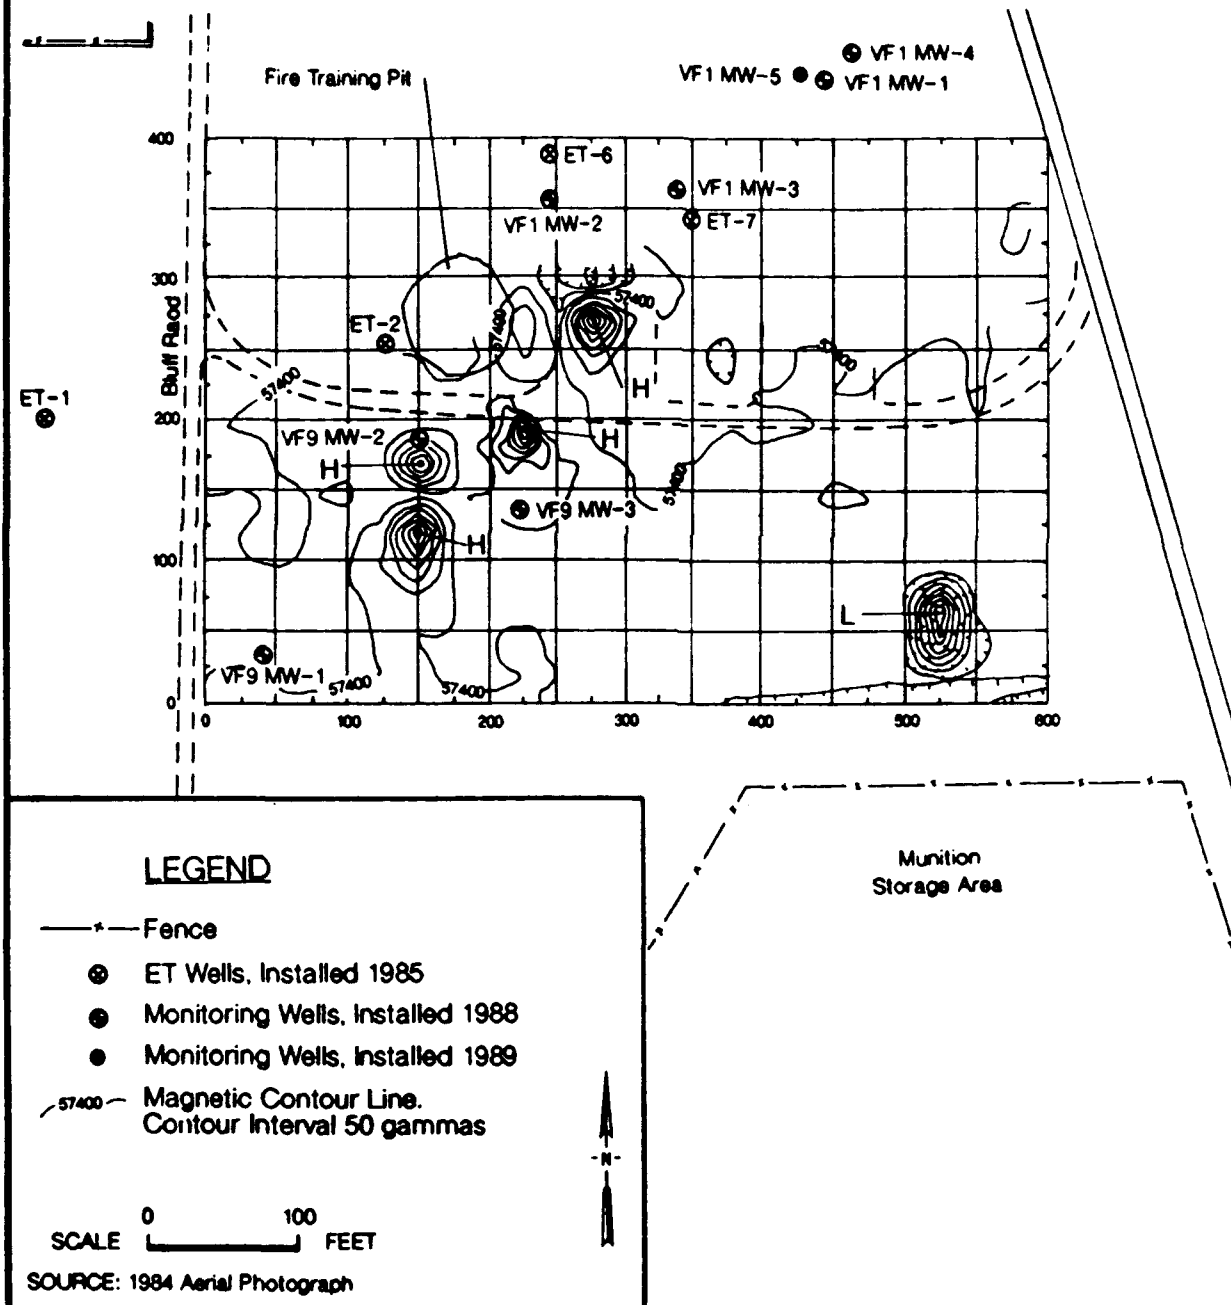 VF1 MW-4
VF1 MW-5
VF1 MW-1
Fire Training Pit
400
ET-6
VF1 MW-3
VF1 MW-2
ET-7
300
57400
Bluff Raod
ET-2
57400
57400
57400
H
ET-1
200
VF9 MW-2
H
H
57400
VF9 MW-3
H
100
L
VF9 MW-1
57400
57400
0
0
100
200
300
400
500
600
Munition
Storage Area
LEGEND
Fence
ET Wells, Installed 1985
Monitoring Wells, Installed 1988
Monitoring Wells, Installed 1989
57400
Magnetic Contour Line.
Contour Interval 50 gammas
N
0 100
SCALE FEET
SOURCE: 1984 Aerial Photograph